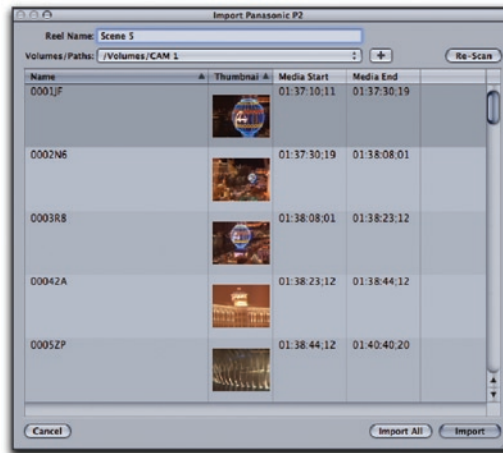 Import Panasonic P2
Reel Name: Scene 5
Volumes/Paths: /Volumes/CAM 1 + Re-Scan
Name Thumbnai Media Start Media End
0001JF 01:37:10;11 01:37:30;19
0002N6 01:37:30;19 01:38:08;01
0003R8 01:38:08;01 01:38:23;12
00042A 01:38:23;12 01:38:44;12
0005ZP 01:38:44;12 01:40:40;20
Cancel Import All Import